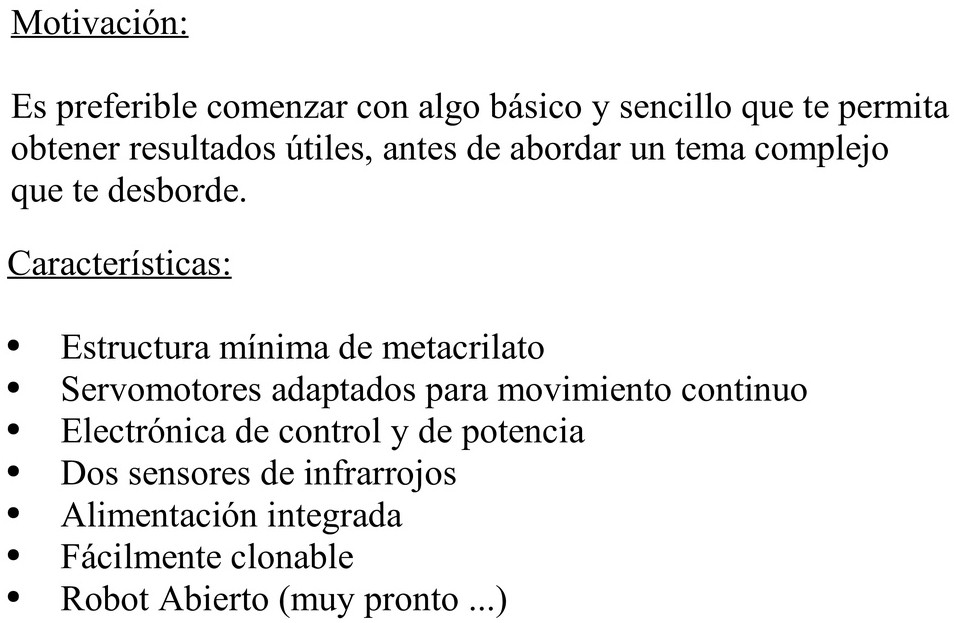 Motivación:
Es preferible comenzar con algo básico y sencillo que te permita
obtener resultados útiles, antes de abordar un tema complejo
que te desborde.
Características:
• Estructura mínima de metacrilato
• Servomotores adaptados para movimiento continuo
• Electrónica de control y de potencia
• Dos sensores de infrarrojos
• Alimentación integrada
• Fácilmente clonable
• Robot Abierto (muy pronto ...)